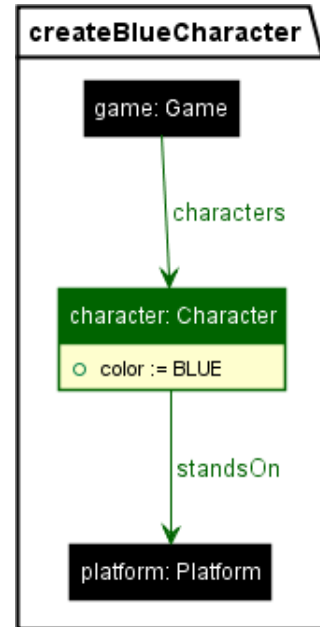 createBlueCharacter
game: Game
characters
character: Character
color := BLUE
standsOn
platform: Platform